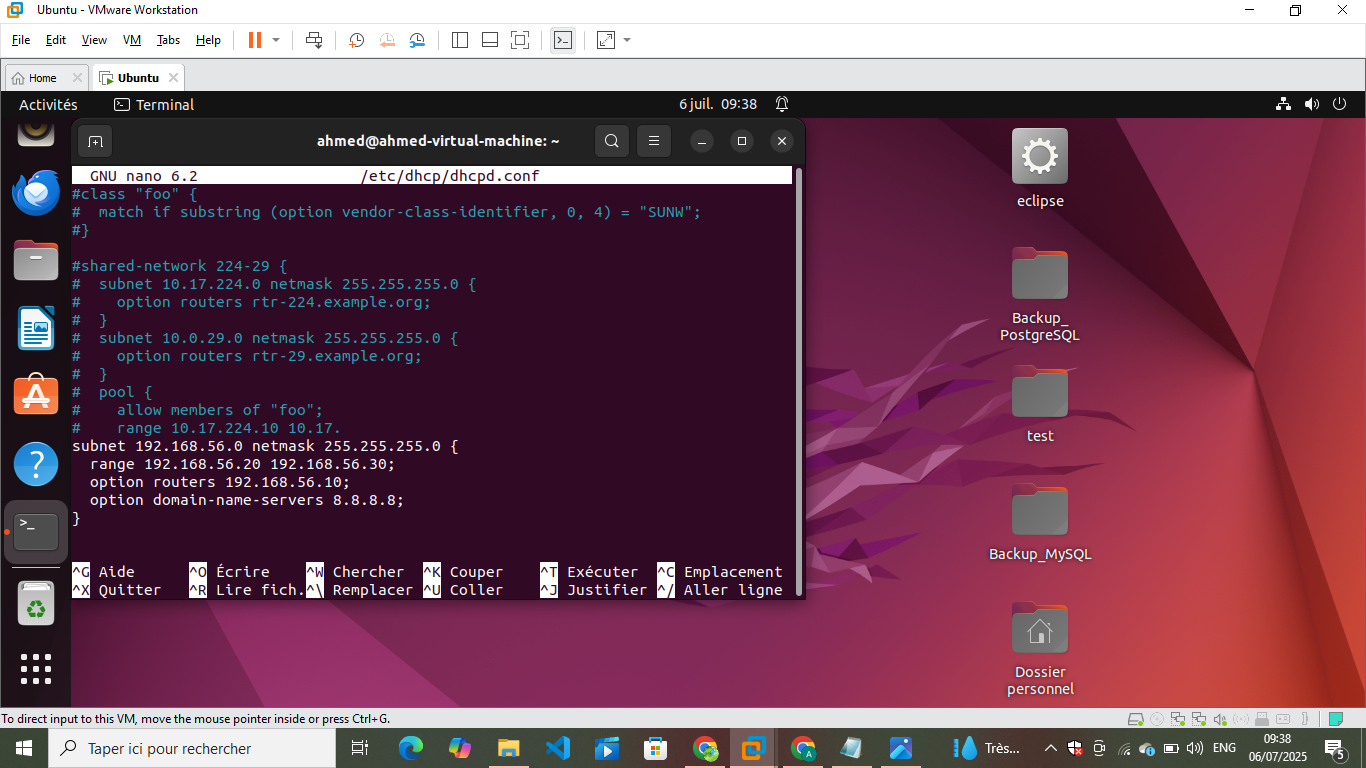 Ubuntu - VMware Workstation
File Edit View VM Tabs Help
Home Ubuntu
Activités Terminal 6 juil. 09:38
ahmed@ahmed-virtual-machine: ~
GNU nano 6.2 /etc/dhcp/dhcpd.conf
#class "foo" {
#  match if substring (option vendor-class-identifier, 0, 4) = "SUNW";
#}
#shared-network 224-29 {
#  subnet 10.17.224.0 netmask 255.255.255.0 {
#    option routers rtr-224.example.org;
#  }
#  subnet 10.0.29.0 netmask 255.255.255.0 {
#    option routers rtr-29.example.org;
#  }
#  pool {
#    allow members of "foo";
#    range 10.17.224.10 10.17.
subnet 192.168.56.0 netmask 255.255.255.0 {
  range 192.168.56.20 192.168.56.30;
  option routers 192.168.56.10;
  option domain-name-servers 8.8.8.8;
}
^G Aide ^O Écrire ^W Chercher ^K Couper ^T Exécuter ^C Emplacement
^X Quitter ^R Lire fich. ^\ Remplacer ^U Coller ^J Justifier ^/ Aller ligne
eclipse
Backup_
PostgreSQL
test
Backup_MySQL
Dossier
personnel
To direct input to this VM, move the mouse pointer inside or press Ctrl+G.
Taper ici pour rechercher
Très...
ENG
09:38
06/07/2025
5